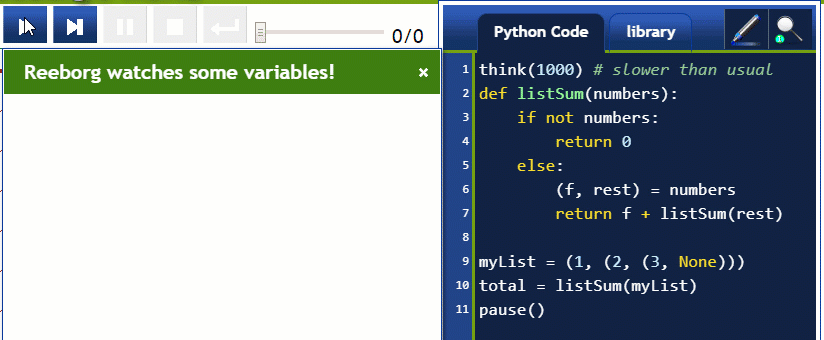 0/0
Reeborg watches some variables! ×
Python Code
library
1 think(1000) # slower than usual
2 def listSum(numbers):
3     if not numbers:
4         return 0
5     else:
6         (f, rest) = numbers
7         return f + listSum(rest)
8
9 myList = (1, (2, (3, None)))
10 total = listSum(myList)
11 pause()